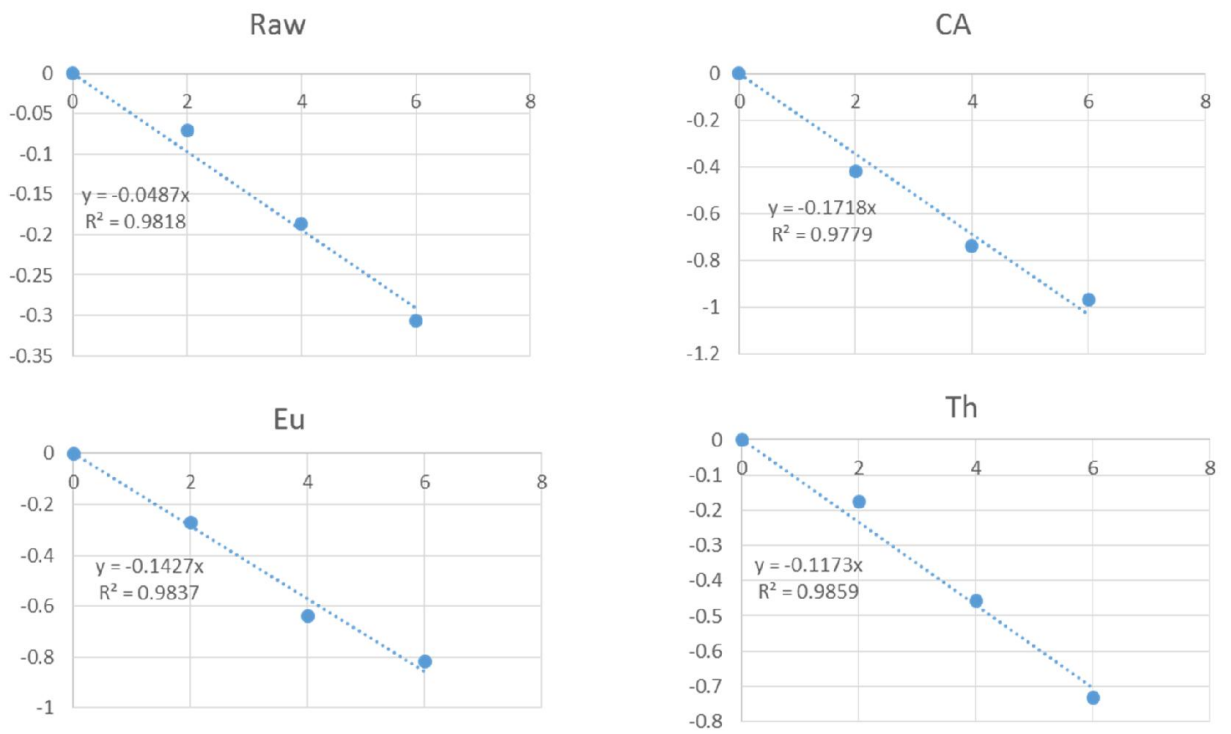 Raw
0
-0.05
-0.1
-0.15
-0.2
-0.25
-0.3
-0.35
0 2 4 6 8
y = -0.0487x
R² = 0.9818
CA
0
-0.2
-0.4
-0.6
-0.8
-1
-1.2
0 2 4 6 8
y = -0.1718x
R² = 0.9779
Eu
0
-0.2
-0.4
-0.6
-0.8
-1
0 2 4 6 8
y = -0.1427x
R² = 0.9837
Th
0
-0.1
-0.2
-0.3
-0.4
-0.5
-0.6
-0.7
-0.8
0 2 4 6 8
y = -0.1173x
R² = 0.9859